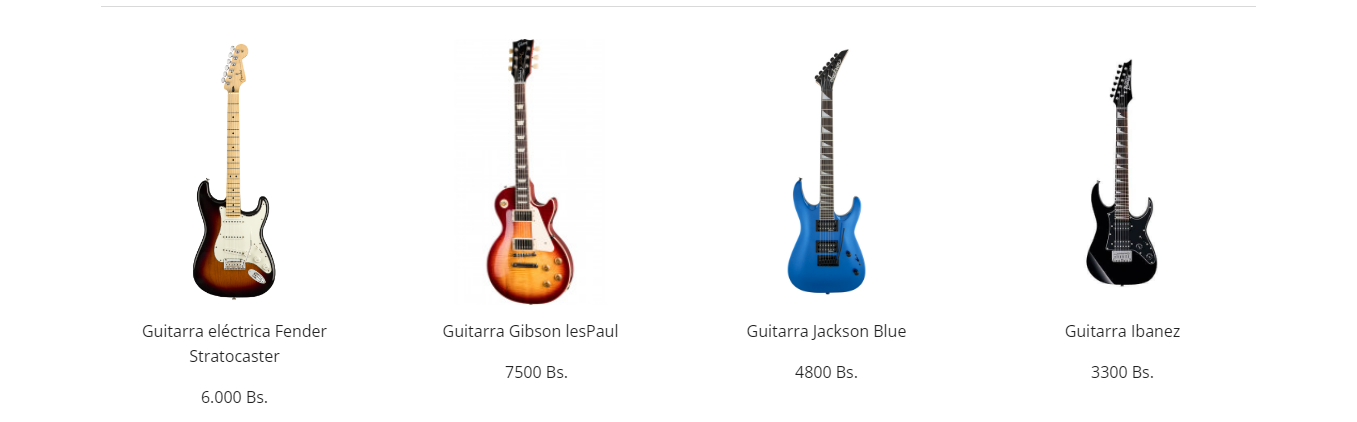 Guitarra eléctrica Fender
Stratocaster
6.000 Bs.
Guitarra Gibson lesPaul
7500 Bs.
Guitarra Jackson Blue
4800 Bs.
Guitarra Ibanez
3300 Bs.